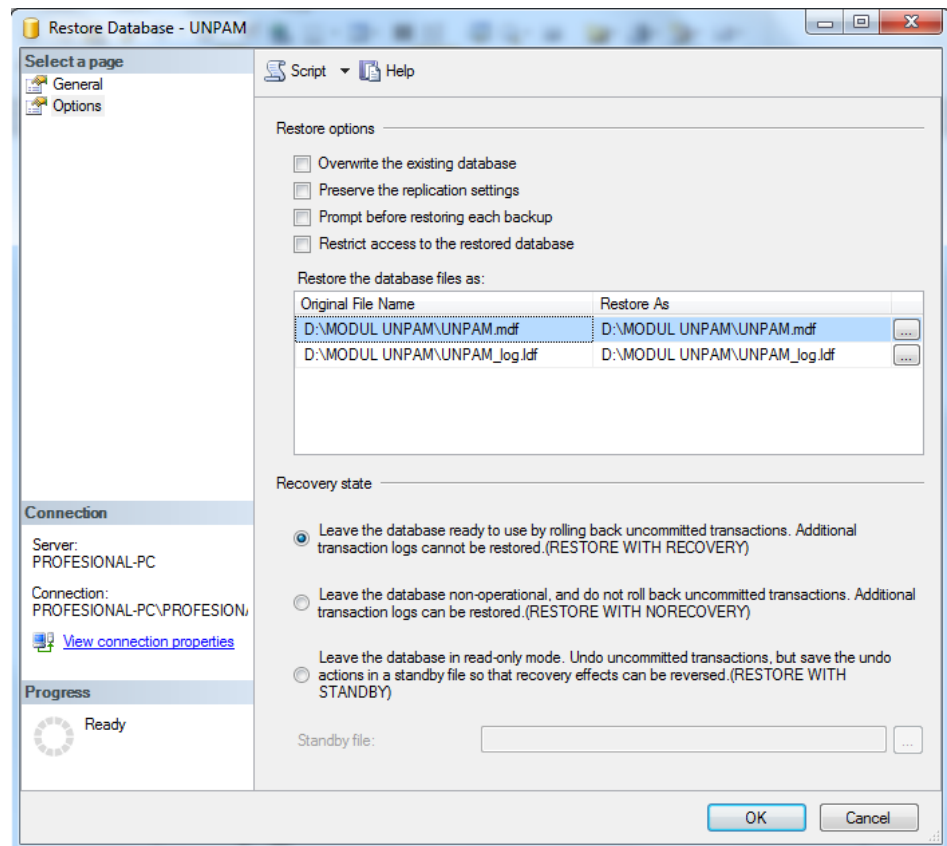 Restore Database - UNPAM
Select a page
General
Options
Script
Help
Restore options
Overwrite the existing database
Preserve the replication settings
Prompt before restoring each backup
Restrict access to the restored database
Restore the database files as:
Original File Name
Restore As
D:\MODUL UNPAM\UNPAM.mdf
D:\MODUL UNPAM\UNPAM.mdf
...
D:\MODUL UNPAM\UNPAM_log.ldf
D:\MODUL UNPAM\UNPAM_log.ldf
...
Recovery state
Leave the database ready to use by rolling back uncommitted transactions. Additional
transaction logs cannot be restored.(RESTORE WITH RECOVERY)
Leave the database non-operational, and do not roll back uncommitted transactions. Additional
transaction logs can be restored.(RESTORE WITH NORECOVERY)
Leave the database in read-only mode. Undo uncommitted transactions, but save the undo
actions in a standby file so that recovery effects can be reversed.(RESTORE WITH
STANDBY)
Standby file:
...
Connection
Server:
PROFESIONAL-PC
Connection:
PROFESIONAL-PC\PROFESION
View connection properties
Progress
Ready
OK
Cancel